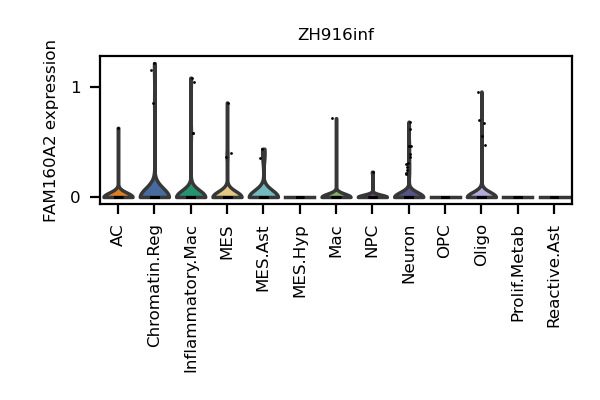 ZH916inf
FAM160A2 expression
1
0
AC
Chromatin.Reg
Inflammatory.Mac
MES
MES.Ast
MES.Hyp
Mac
NPC
Neuron
OPC
Oligo
Prolif.Metab
Reactive.Ast